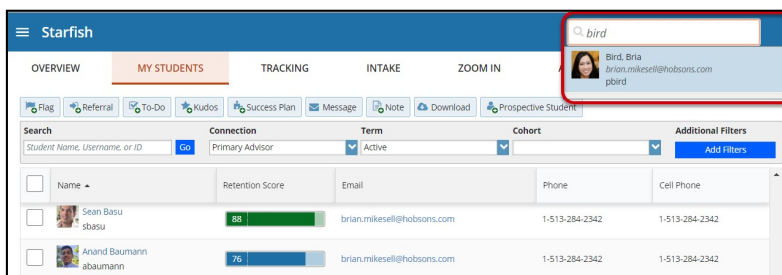 Starfish
bird
Bird, Bria
brian.mikesell@hobsons.com
pbird
OVERVIEW MY STUDENTS TRACKING INTAKE ZOOM IN A
Flag Referral To-Do Kudos Success Plan Message Note Download Prospective Student
Search Connection Term Cohort Additional Filters
Student Name, Username, or ID Go Primary Advisor Active Add Filters
Name Retention Score Email Phone Cell Phone
Sean Basu 88 brian.mikesell@hobsons.com 1-513-284-2342 1-513-284-2342
sbasu
Anand Baumann 76 brian.mikesell@hobsons.com 1-513-284-2342 1-513-284-2342
abaumann